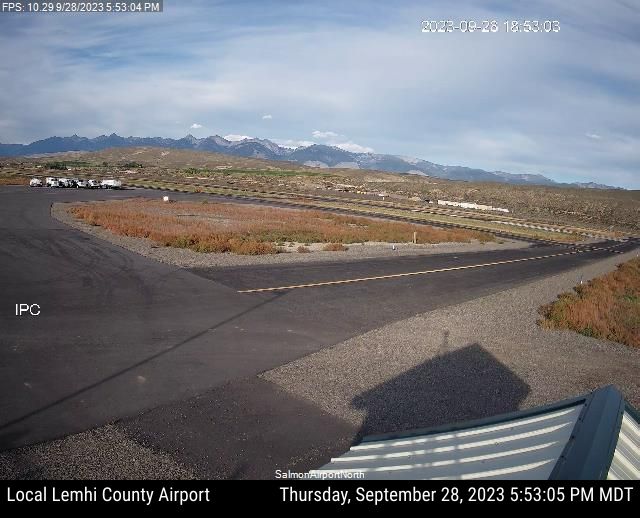 FPS: 10.29 9/28/2023 5:53:04 PM
2023-09-28 18:53:03
IPC
SalmonAirportNorth
Local Lemhi County Airport
Thursday, September 28, 2023 5:53:05 PM MDT